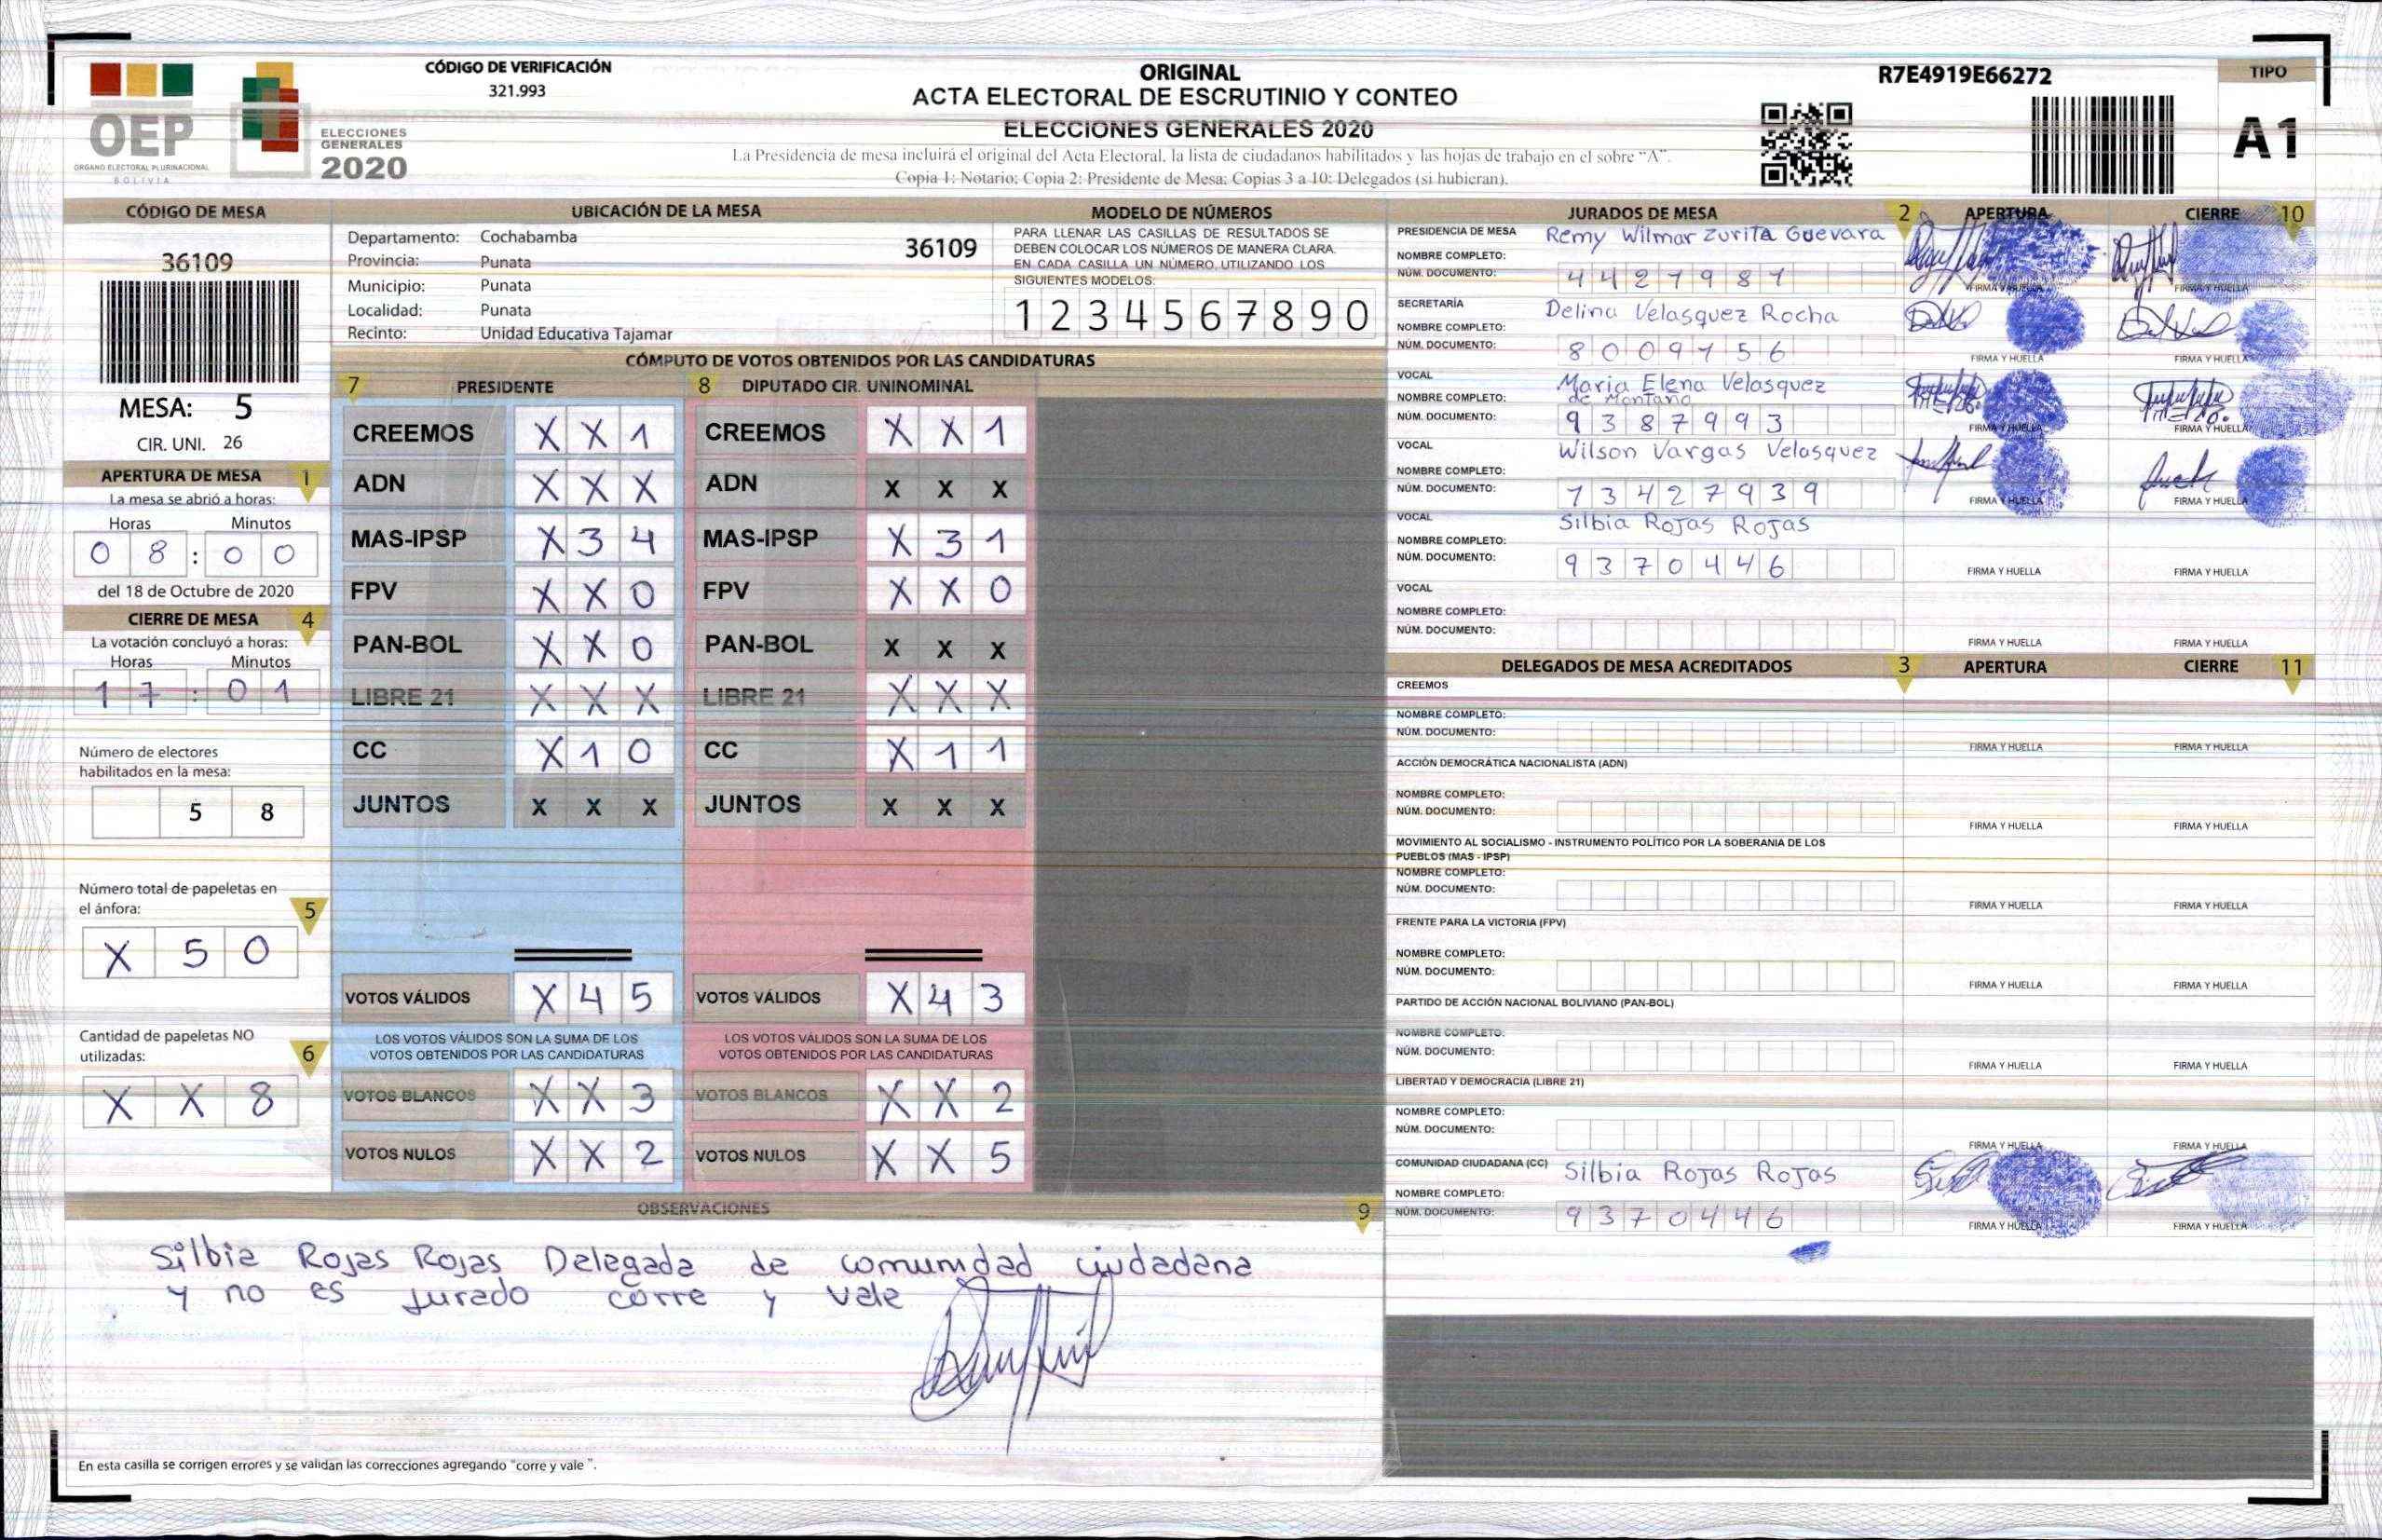 CÓDIGO DE VERIFICACIÓN
321.993
OEP
ORGANO ELECTORAL PLURINACIONAL
BOLIVIA
ELECCIONES
GENERALES
2020
ORIGINAL
ACTA ELECTORAL DE ESCRUTINIO Y CONTEO
ELECCIONES GENERALES 2020
La Presidencia de mesa incluirá el original del Acta Electoral, la lista de ciudadanos habilitados y las hojas de trabajo en el sobre "A".
Copia 1: Notario; Copia 2: Presidente de Mesa; Copias 3 a 10: Delegados (si hubieran).
R7E4919E66272
TIPO
A1
CÓDIGO DE MESA
36109
MESA: 5
CIR. UNI. 26
APERTURA DE MESA 1
La mesa se abrió a horas:
Horas Minutos
0 8 : 0 0
del 18 de Octubre de 2020
CIERRE DE MESA 4
La votación concluyó a horas:
Horas Minutos
1 7 : 0 1
Número de electores
habilitados en la mesa:
5 8
Número total de papeletas en
el ánfora: 5
X 5 0
Cantidad de papeletas NO
utilizadas: 6
X X 8
UBICACIÓN DE LA MESA
Departamento: Cochabamba
36109
Provincia: Punata
Municipio: Punata
Localidad: Punata
Recinto: Unidad Educativa Tajamar
MODELO DE NÚMEROS
PARA LLENAR LAS CASILLAS DE RESULTADOS SE
DEBEN COLOCAR LOS NÚMEROS DE MANERA CLARA.
EN CADA CASILLA UN NÚMERO, UTILIZANDO LOS
SIGUIENTES MODELOS:
1 2 3 4 5 6 7 8 9 0
CÓMPUTO DE VOTOS OBTENIDOS POR LAS CANDIDATURAS
7 PRESIDENTE 8 DIPUTADO CIR. UNINOMINAL
CREEMOS X X 1 CREEMOS X X 1
ADN X X X ADN X X X
MAS-IPSP X 3 4 MAS-IPSP X 3 1
FPV X X 0 FPV X X 0
PAN-BOL X X 0 PAN-BOL X X X
LIBRE 21 X X X LIBRE 21 X X X
CC X 1 0 CC X 1 1
JUNTOS X X X JUNTOS X X X
VOTOS VÁLIDOS X 4 5 VOTOS VÁLIDOS X 4 3
LOS VOTOS VÁLIDOS SON LA SUMA DE LOS LOS VOTOS VÁLIDOS SON LA SUMA DE LOS
VOTOS OBTENIDOS POR LAS CANDIDATURAS VOTOS OBTENIDOS POR LAS CANDIDATURAS
VOTOS BLANCOS X X 3 VOTOS BLANCOS X X 2
VOTOS NULOS X X 2 VOTOS NULOS X X 5
OBSERVACIONES 9
Silbia Rojas Rojas Delegada de comunidad ciudadana
y no es jurado corre y vale
En esta casilla se corrigen errores y se validan las correcciones agregando "corre y vale ".
JURADOS DE MESA 2 APERTURA CIERRE 10
PRESIDENCIA DE MESA Remy Wilmar Zurita Guevara
NOMBRE COMPLETO:
NÚM. DOCUMENTO: 4 4 2 7 9 8 7
FIRMA Y HUELLA FIRMA Y HUELLA
SECRETARÍA Delina Velasquez Rocha
NOMBRE COMPLETO:
NÚM. DOCUMENTO: 8 0 0 9 7 5 6
FIRMA Y HUELLA FIRMA Y HUELLA
VOCAL Maria Elena Velasquez
NOMBRE COMPLETO: de Montaño
NÚM. DOCUMENTO: 9 3 8 7 9 9 3
FIRMA Y HUELLA FIRMA Y HUELLA
VOCAL Wilson Vargas Velasquez
NOMBRE COMPLETO:
NÚM. DOCUMENTO: 1 3 4 2 7 9 3 9
FIRMA Y HUELLA FIRMA Y HUELLA
VOCAL Silbia Rojas Rojas
NOMBRE COMPLETO:
NÚM. DOCUMENTO: 9 3 7 0 4 4 6
FIRMA Y HUELLA FIRMA Y HUELLA
VOCAL
NOMBRE COMPLETO:
NÚM. DOCUMENTO:
FIRMA Y HUELLA FIRMA Y HUELLA
DELEGADOS DE MESA ACREDITADOS 3 APERTURA CIERRE 11
CREEMOS
NOMBRE COMPLETO:
NÚM. DOCUMENTO:
FIRMA Y HUELLA FIRMA Y HUELLA
ACCIÓN DEMOCRÁTICA NACIONALISTA (ADN)
NOMBRE COMPLETO:
NÚM. DOCUMENTO:
FIRMA Y HUELLA FIRMA Y HUELLA
MOVIMIENTO AL SOCIALISMO - INSTRUMENTO POLÍTICO POR LA SOBERANIA DE LOS
PUEBLOS (MAS - IPSP)
NOMBRE COMPLETO:
NÚM. DOCUMENTO:
FIRMA Y HUELLA FIRMA Y HUELLA
FRENTE PARA LA VICTORIA (FPV)
NOMBRE COMPLETO:
NÚM. DOCUMENTO:
FIRMA Y HUELLA FIRMA Y HUELLA
PARTIDO DE ACCIÓN NACIONAL BOLIVIANO (PAN-BOL)
NOMBRE COMPLETO:
NÚM. DOCUMENTO:
FIRMA Y HUELLA FIRMA Y HUELLA
LIBERTAD Y DEMOCRACIA (LIBRE 21)
NOMBRE COMPLETO:
NÚM. DOCUMENTO:
FIRMA Y HUELLA FIRMA Y HUELLA
COMUNIDAD CIUDADANA (CC) Silbia Rojas Rojas
NOMBRE COMPLETO:
NÚM. DOCUMENTO: 9 3 7 0 4 4 6
FIRMA Y HUELLA FIRMA Y HUELLA